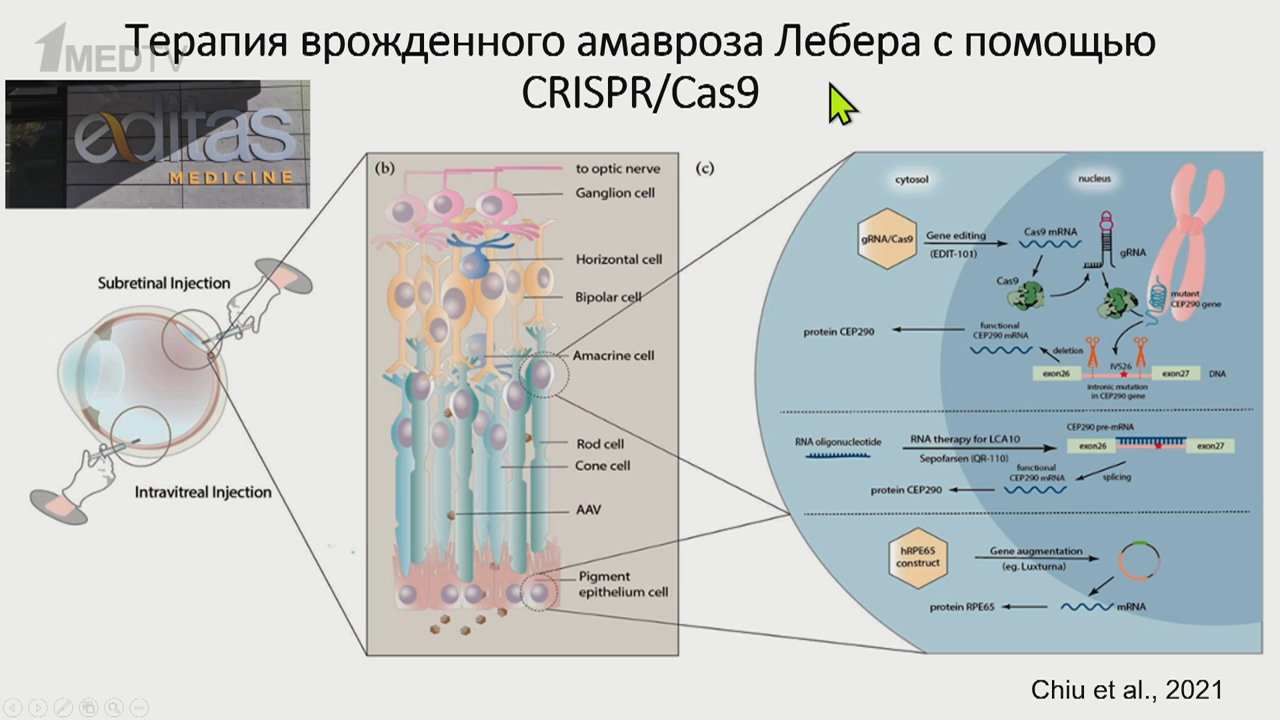 1MEDTV
Терапия врожденного амавроза Лебера с помощью
CRISPR/Cas9
editas
MEDICINE
Subretinal Injection
Intravitreal Injection
(b)
to optic nerve
Ganglion cell
Horizontal cell
Bipolar cell
Amacrine cell
Rod cell
Cone cell
AAV
Pigment
epithelium cell
(c)
cytosol
nucleus
gRNA/Cas9
Gene editing
(EDIT-101)
Cas9 mRNA
gRNA
Cas9
mutant
CEP290 gene
protein CEP290
functional
CEP290 mRNA
deletion
IVS26
exon26
exon27
DNA
intronic mutation
in CEP290 gene
RNA oligonucleotide
RNA therapy for LCA10
Sepofarsen (QR-110)
CEP290 pre-mRNA
exon26
exon27
functional
CEP290 mRNA
splicing
protein CEP290
hRPE65
construct
Gene augmentation
(eg. Luxturna)
protein RPE65
mRNA
Chiu et al., 2021